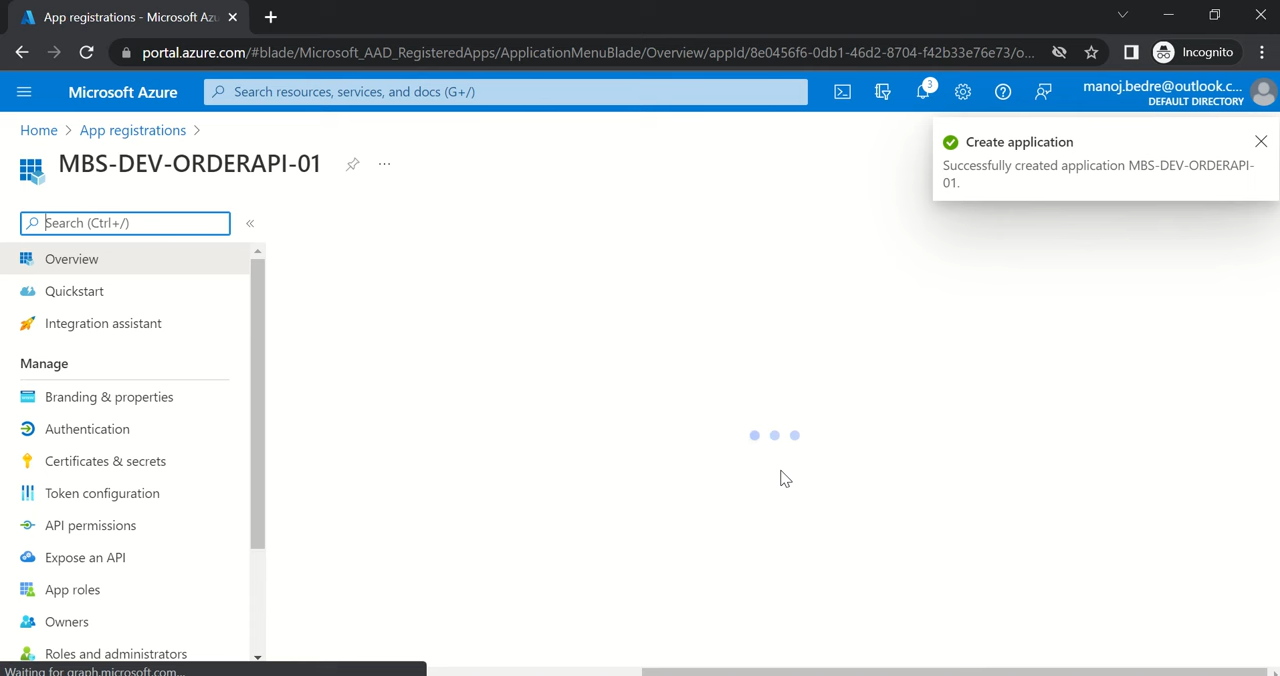 App registrations - Microsoft Az
portal.azure.com/#blade/Microsoft_AAD_RegisteredApps/ApplicationMenuBlade/Overview/appId/8e0456f6-0db1-46d2-8704-f42b33e76e73/o...
Incognito
Microsoft Azure
Search resources, services, and docs (G+/)
3
manoj.bedre@outlook.c...
DEFAULT DIRECTORY
Home > App registrations >
MBS-DEV-ORDERAPI-01
...
Create application
Successfully created application MBS-DEV-ORDERAPI-
01.
Search (Ctrl+/)
«
Overview
Quickstart
Integration assistant
Manage
Branding & properties
Authentication
Certificates & secrets
Token configuration
API permissions
Expose an API
App roles
Owners
Roles and administrators
Waiting for graph.microsoft.com...